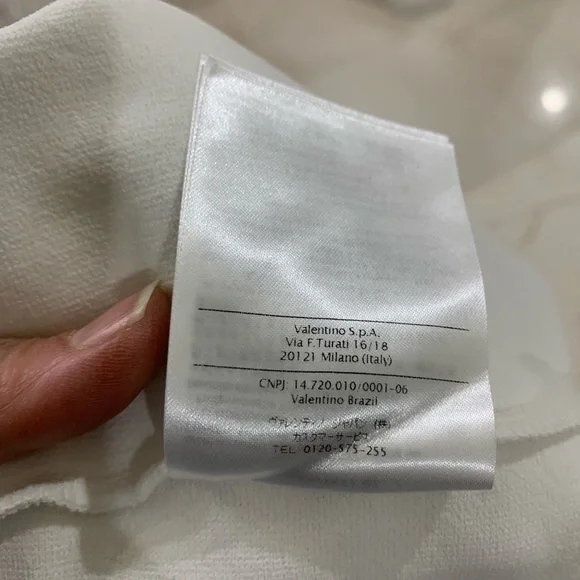 Valentino S.p.A.
Via F.Turati 16/18
20121 Milano (Italy)
CNPJ: 14.720.010/0001-06
Valentino Brazil
ヴァレンティノ ジャパン (株)
カスタマーサービス
TEL 0120-575-255